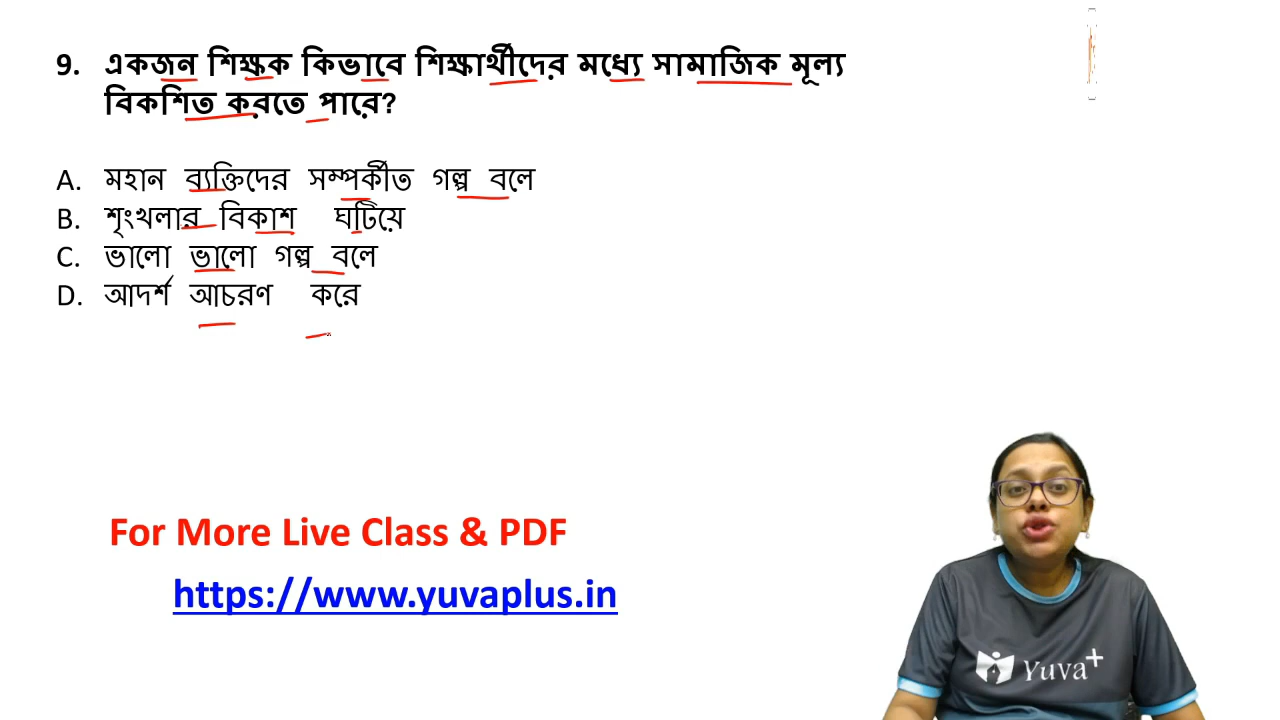 9. একজন শিক্ষক কিভাবে শিক্ষার্থীদের মধ্যে সামাজিক মূল্য
বিকশিত করতে পারে?
A. মহান ব্যক্তিদের সম্পর্কীত গল্প বলে
B. শৃংখলার বিকাশ ঘটিয়ে
C. ভালো ভালো গল্প বলে
D. আদর্শ আচরণ করে
For More Live Class & PDF
https://www.yuvaplus.in
Yuva+